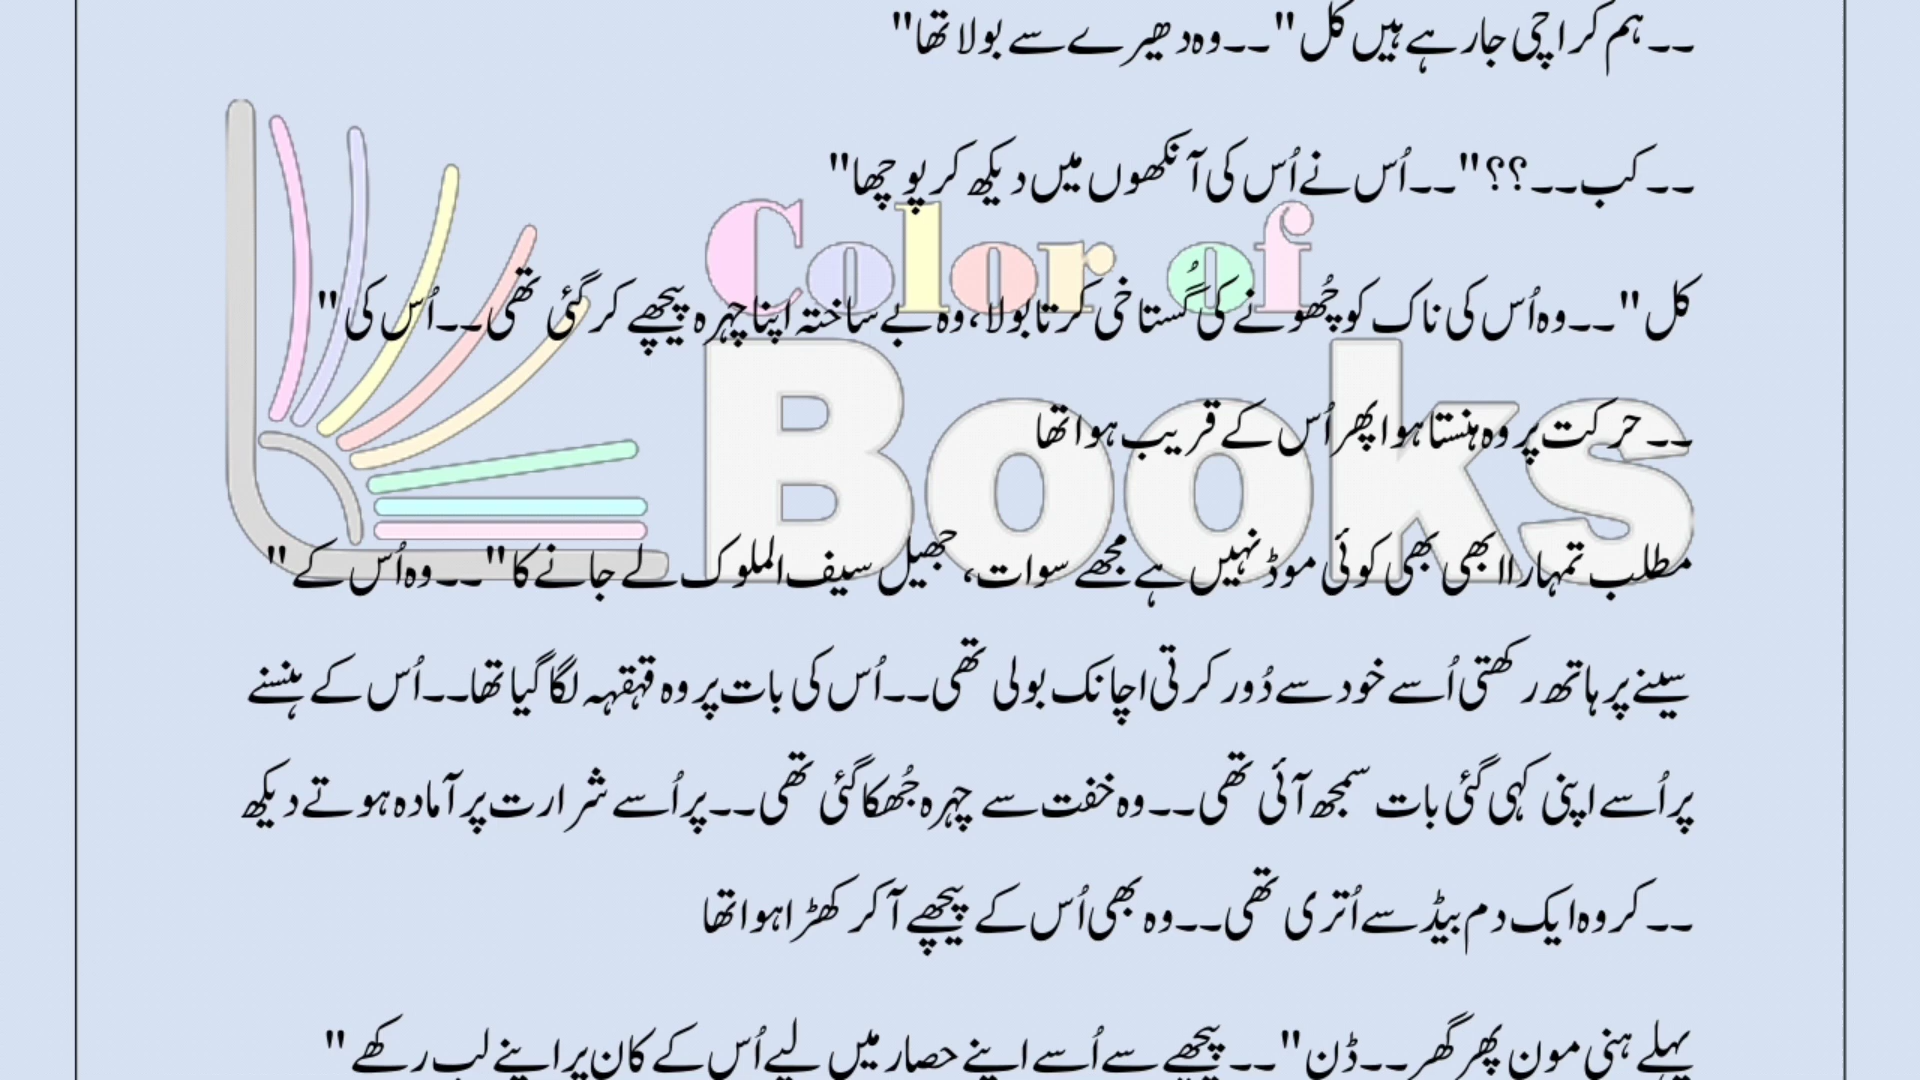 ۔۔ہم کراچی جارہے ہیں کل"۔۔وہ دھیرے سے بولا تھا"
۔۔کب۔۔؟؟"۔۔اُس نے اُس کی آنکھوں میں دیکھ کر پوچھا"
Color of
کل"۔۔وہ اُس کی ناک کو چُھونے کی گُستاخی کرتا بولا،وہ بے ساختہ اپنا چہرہ پیچھے کر گئی تھی۔۔اُس کی"
Books
۔۔حرکت پر وہ ہنستا ہوا پھر اُس کے قریب ہوا تھا
مطلب تمہارا ابھی بھی کوئی موڈ نہیں ہے مجھے سوات، جھیل سیف الملوک لے جانے کا"۔۔وہ اُس کے"
سینے پر ہاتھ رکھتی اُسے خود سے دُور کرتی اچانک بولی تھی۔۔اُس کی بات پر وہ قہقہہ لگا گیا تھا۔۔اُس کے ہنسنے
پر اُسے اپنی کہی گئی بات سمجھ آئی تھی۔۔وہ خفت سے چہرہ جُھکا گئی تھی۔۔پر اُسے شرارت پر آمادہ ہوتے دیکھ
۔۔کر وہ ایک دم بیڈ سے اُتری تھی۔۔وہ بھی اُس کے پیچھے آ کر کھڑا ہوا تھا
پہلے ہنی مون پھر گھر۔۔ڈن"۔۔پیچھے سے اُسے اپنے حصار میں لیے اُس کے کان پر اپنے لب رکھے"